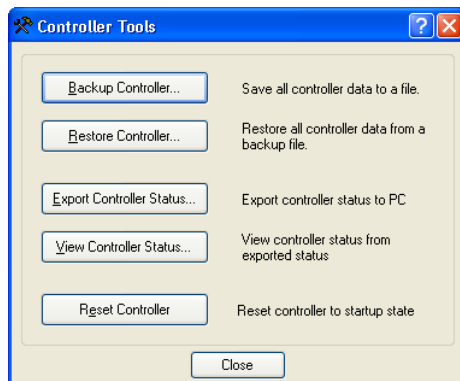 Controller Tools
Backup Controller...
Save all controller data to a file.
Restore Controller...
Restore all controller data from a
backup file.
Export Controller Status...
Export controller status to PC
View Controller Status...
View controller status from
exported status
Reset Controller
Reset controller to startup state
Close